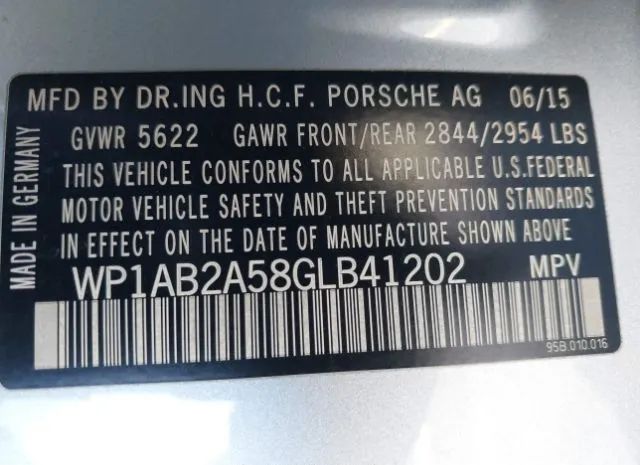 MFD BY DR.ING H.C.F. PORSCHE AG 06/15
GVWR 5622 GAWR FRONT/REAR 2844/2954 LBS
THIS VEHICLE CONFORMS TO ALL APPLICABLE U.S.FEDERAL
MOTOR VEHICLE SAFETY AND THEFT PREVENTION STANDARDS
IN EFFECT ON THE DATE OF MANUFACTURE SHOWN ABOVE
WP1AB2A58GLB41202 MPV
95B.010.016
MADE IN GERMANY